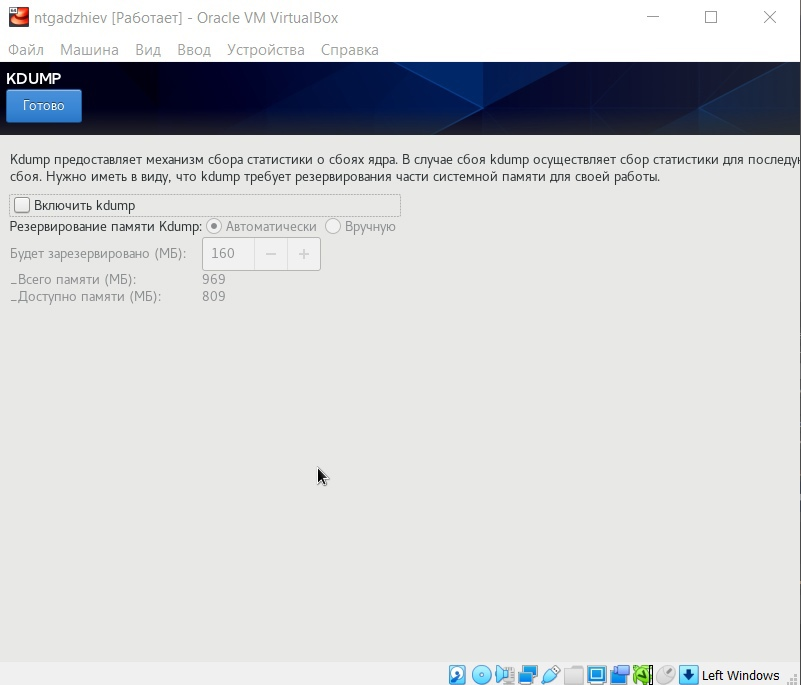 ntgadzhiev [Работает] - Oracle VM VirtualBox
Файл Машина Вид Ввод Устройства Справка
KDUMP
Готово
Kdump предоставляет механизм сбора статистики о сбоях ядра. В случае сбоя kdump осуществляет сбор статистики для последу
сбоя. Нужно иметь в виду, что kdump требует резервирования части системной памяти для своей работы.
Включить kdump
Резервирование памяти Kdump: Автоматически Вручную
Будет зарезервировано (МБ): 160 − +
_Всего памяти (МБ): 969
_Доступно памяти (МБ): 809
Left Windows